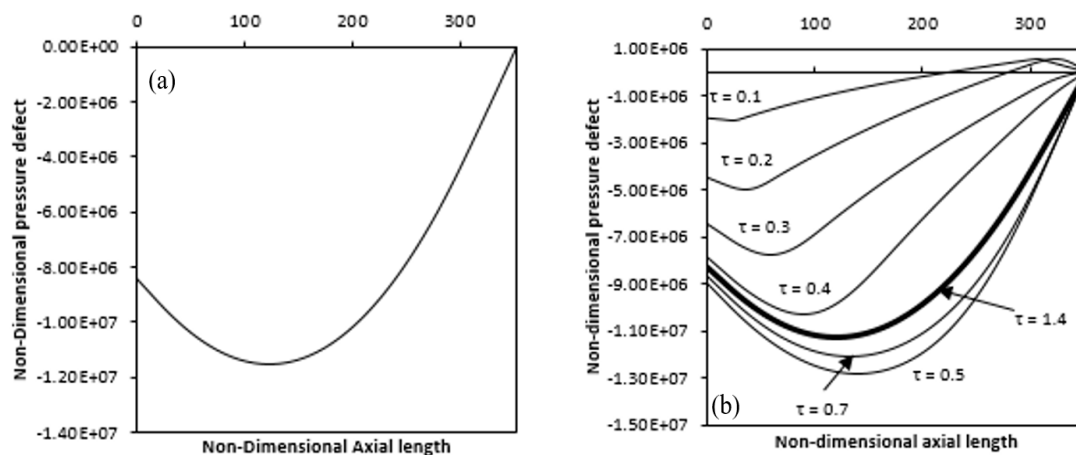 0 100 200 300
0.00E+00
-2.00E+06
-4.00E+06
-6.00E+06
-8.00E+06
-1.00E+07
-1.20E+07
-1.40E+07
(a)
Non-Dimensional pressure defect
Non-Dimensional Axial length
0 100 200 300
1.00E+06
-1.00E+06
-3.00E+06
-5.00E+06
-7.00E+06
-9.00E+06
-1.10E+07
-1.30E+07
-1.50E+07
Non-dimensional pressure defect
τ = 0.1
τ = 0.2
τ = 0.3
τ = 0.4
τ = 1.4
τ = 0.5
τ = 0.7
(b)
Non-dimensional axial length